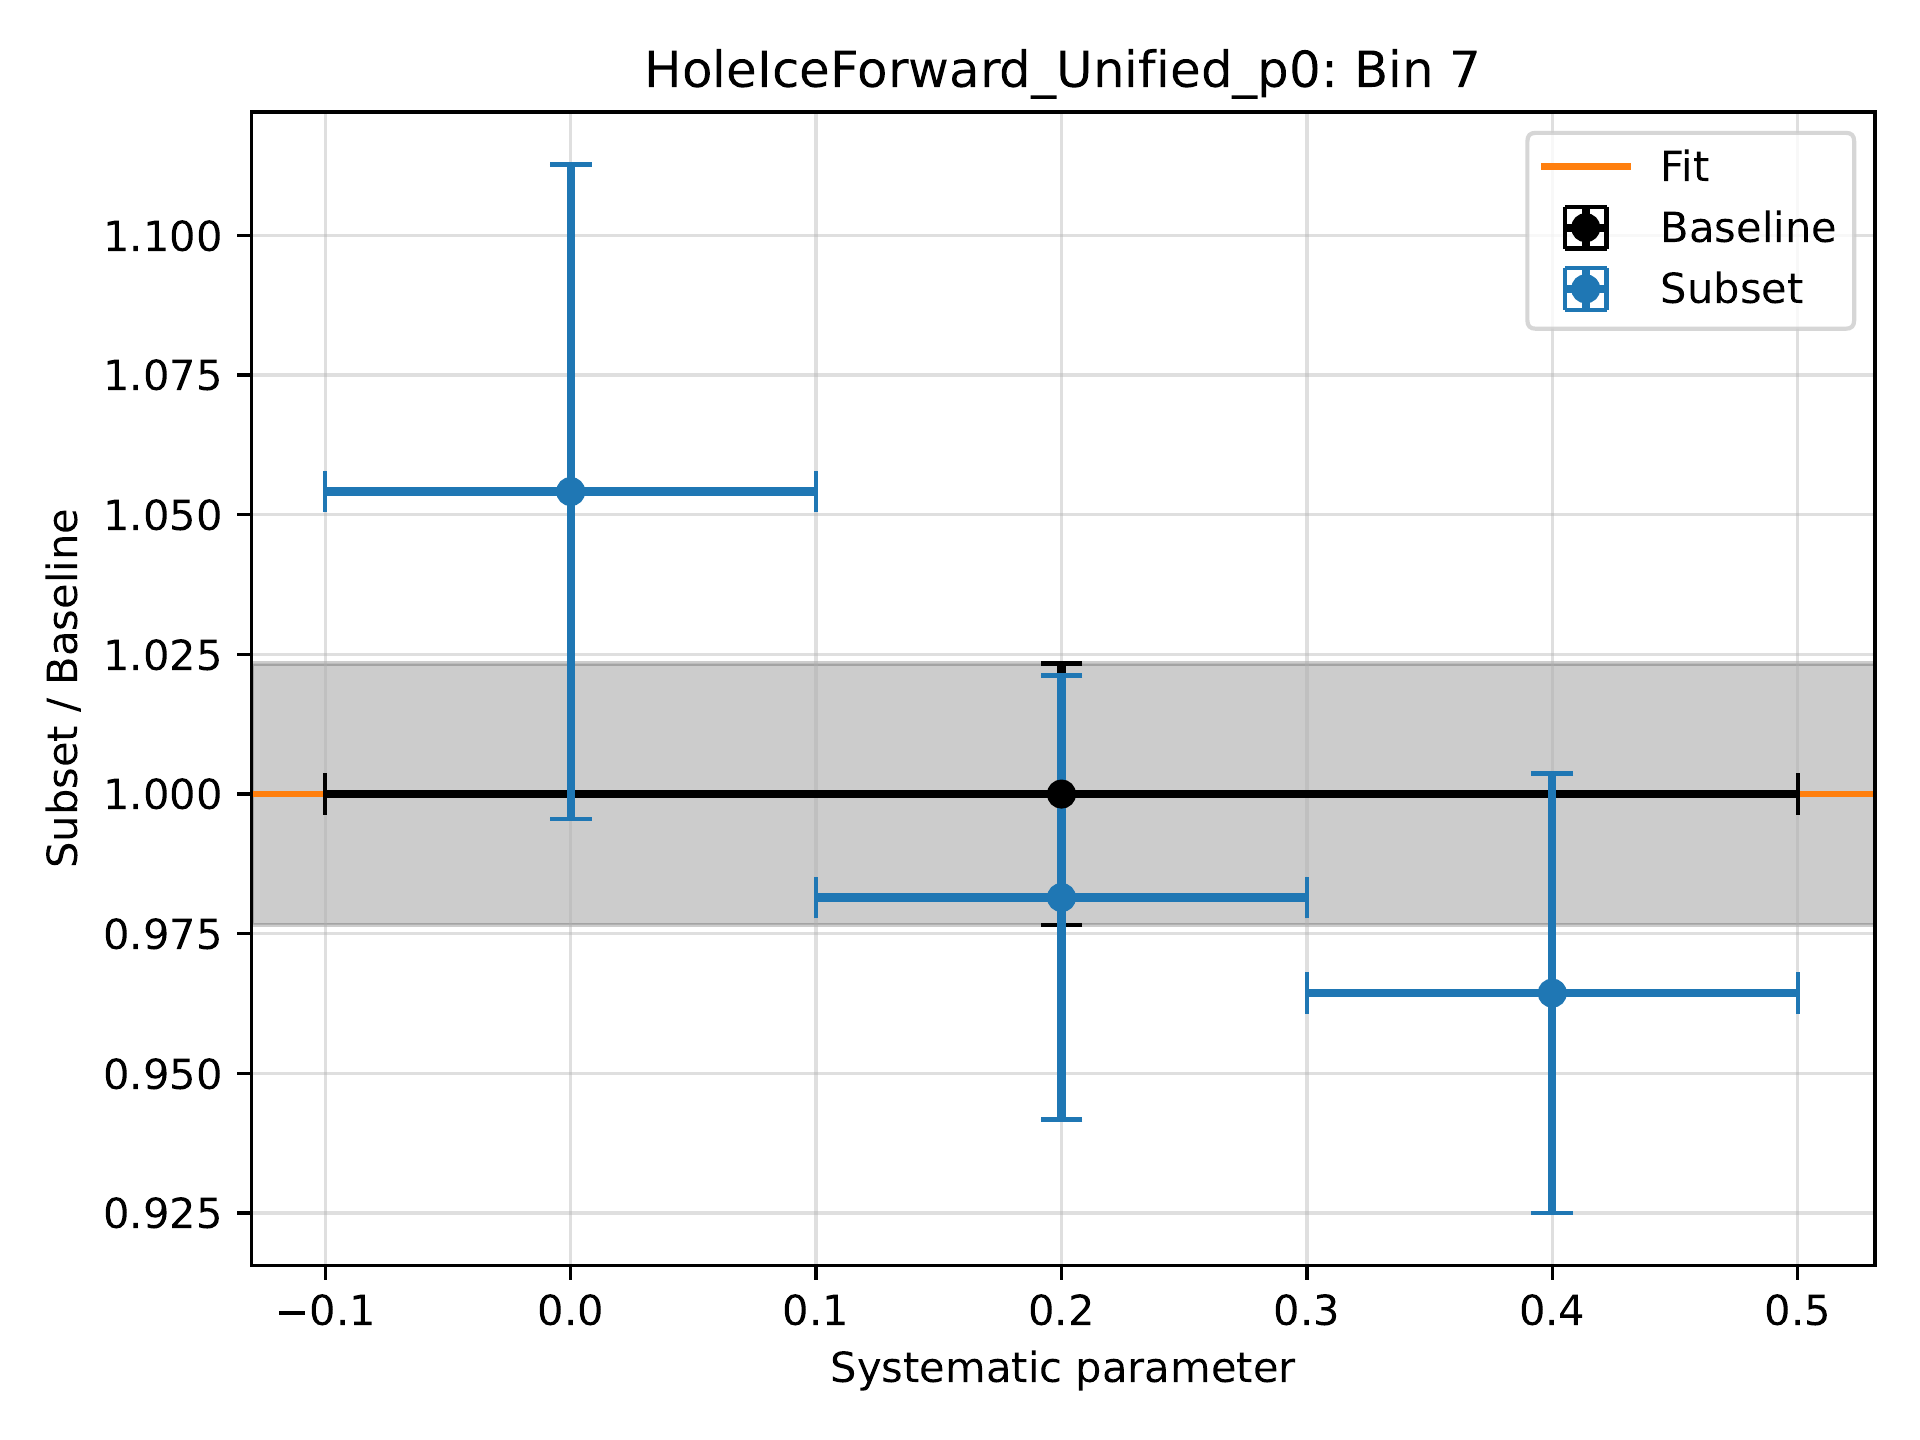 HoleIceForward_Unified_p0: Bin 7
Fit
Baseline
Subset
Subset / Baseline
1.100
1.075
1.050
1.025
1.000
0.975
0.950
0.925
−0.1 0.0 0.1 0.2 0.3 0.4 0.5
Systematic parameter